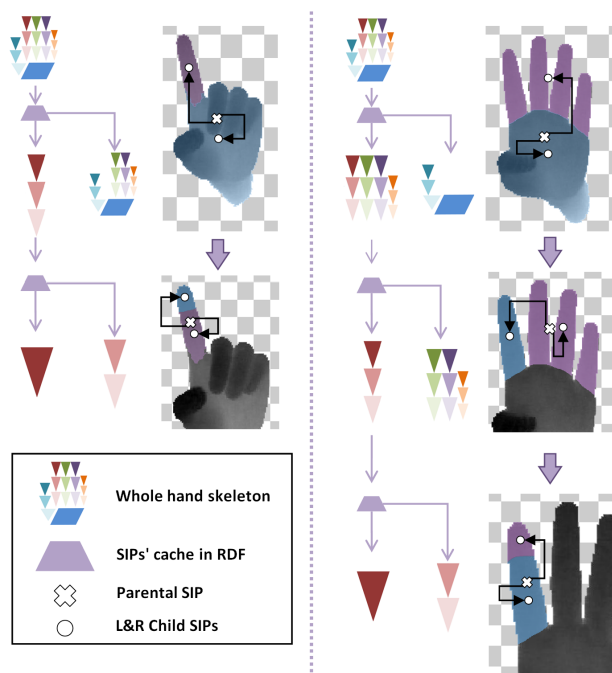 Whole hand skeleton
SIPs' cache in RDF
Parental SIP
L&R Child SIPs